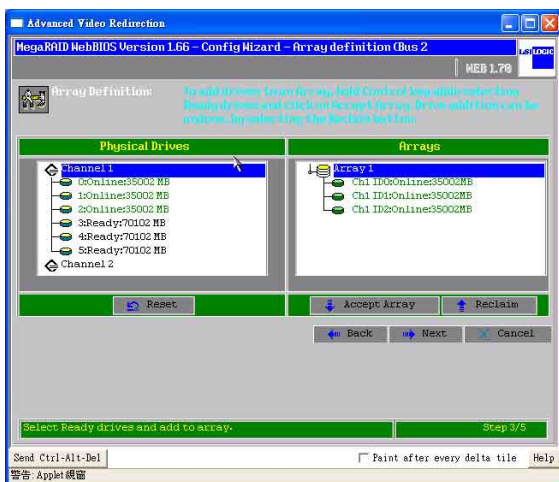 Advanced Video Redirection
MegaRAID WebBIOS Version 1.66 - Config Wizard - Array definition (Bus 2
LSI LOGIC
WEB 1.78
Array Definition:
To add drives to an Array, hold Control key while selecting
Ready drives and click on Accept Array. Drive addition can be
undone, by selecting the Reclaim button.
Physical Drives
Arrays
Channel 1
0:Online:35002 MB
1:Online:35002 MB
2:Online:35002 MB
3:Ready:70102 MB
4:Ready:70102 MB
5:Ready:70102 MB
Channel 2
Array 1
Ch1 ID0:Online:35002MB
Ch1 ID1:Online:35002MB
Ch1 ID2:Online:35002MB
Reset
Accept Array
Reclaim
Back
Next
Cancel
Select Ready drives and add to array.
Step 3/5
Send Ctrl-Alt-Del
Paint after every delta tile
Help
警告: Applet 視窗